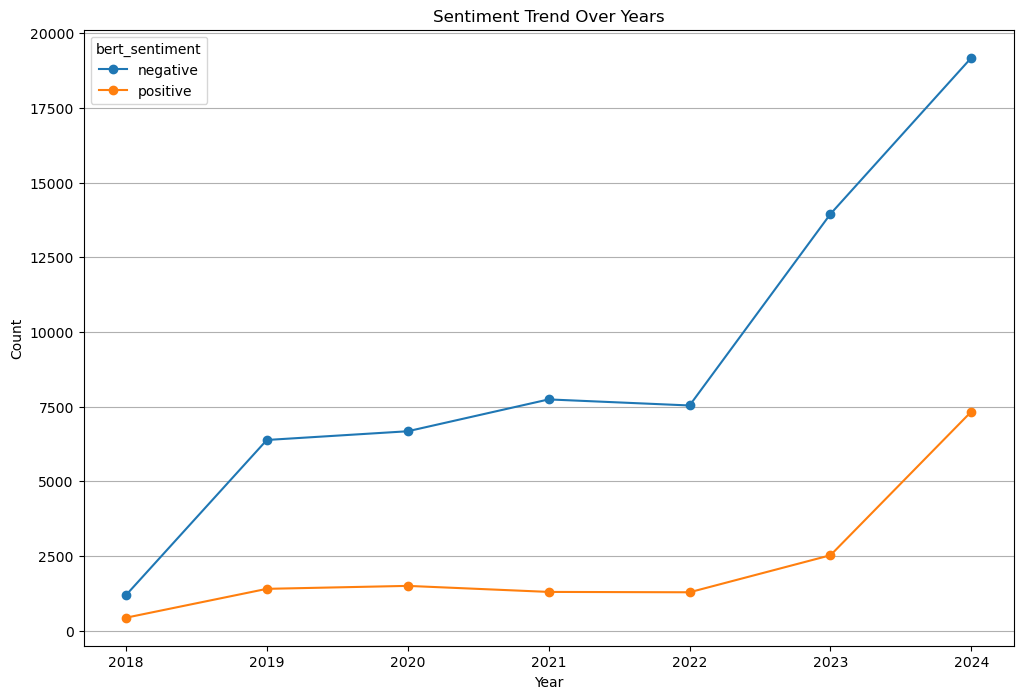 Sentiment Trend Over Years
bert_sentiment
negative
positive
20000
17500
15000
12500
10000
7500
5000
2500
0
Count
2018 2019 2020 2021 2022 2023 2024
Year